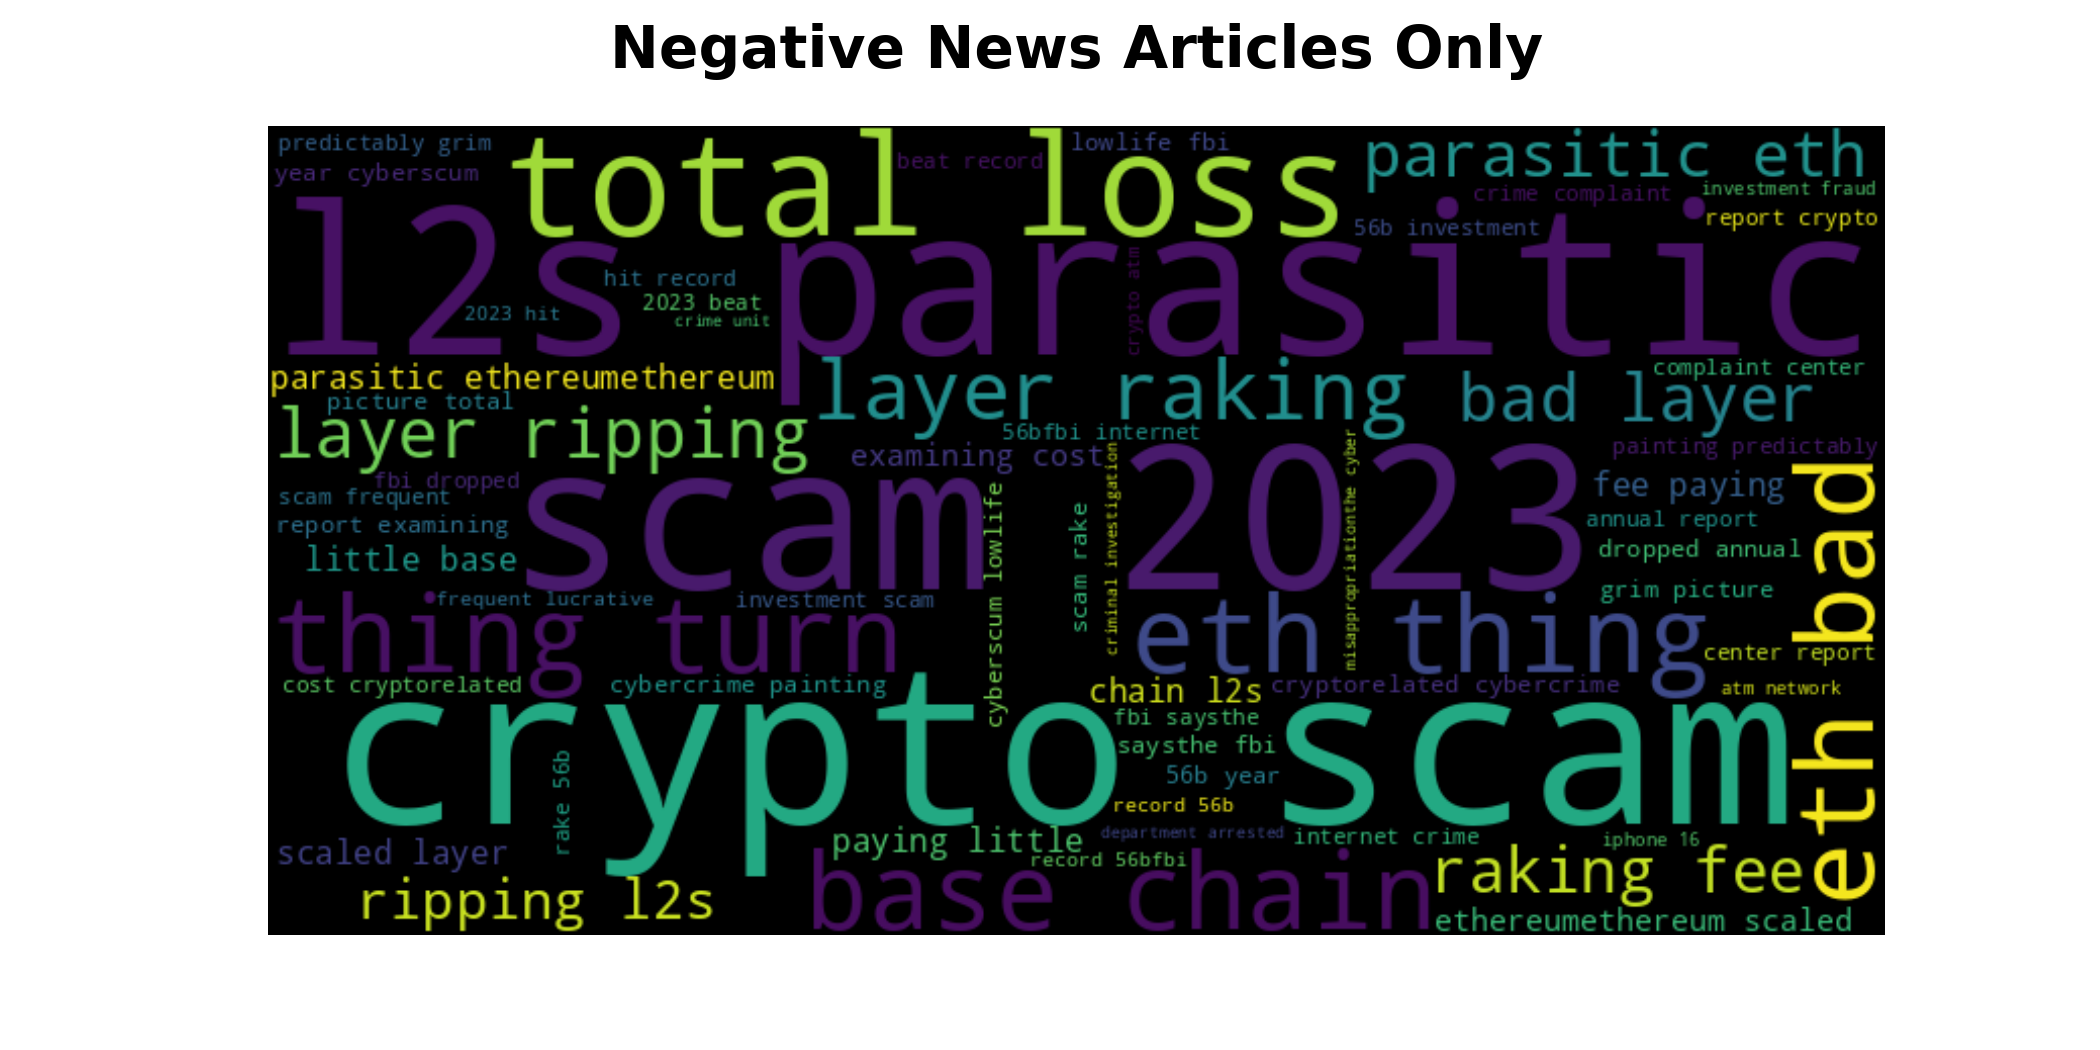 Negative News Articles Only
predictably grim
total loss
lowlife fbi
parasitic eth
year cyberscum
beat record
crime complaint
investment fraud
report crypto
l2s parasitic
56b investment
hit record
2023 hit
2023 beat
crime unit
crypto atm
parasitic ethereumethereum
layer raking
bad layer
complaint center
picture total
layer ripping
56bfbi internet
examining cost
painting predictably
fbi dropped
scam 2023
scam frequent
fee paying
report examining
annual report
little base
dropped annual
cyberscum lowlife
scam rake
criminal investigation
misappropriationthe cyber
eth bad
grim picture
frequent lucrative
investment scam
thing turn
eth thing
center report
cost cryptorelated
cybercrime painting
chain l2s
cryptorelated cybercrime
atm network
crypto scam
fbi saysthe
saysthe fbi
56b year
rake 56b
record 56b
paying little
department arrested
internet crime
iphone 16
scaled layer
record 56bfbi
base chain
raking fee
ripping l2s
ethereumethereum scaled